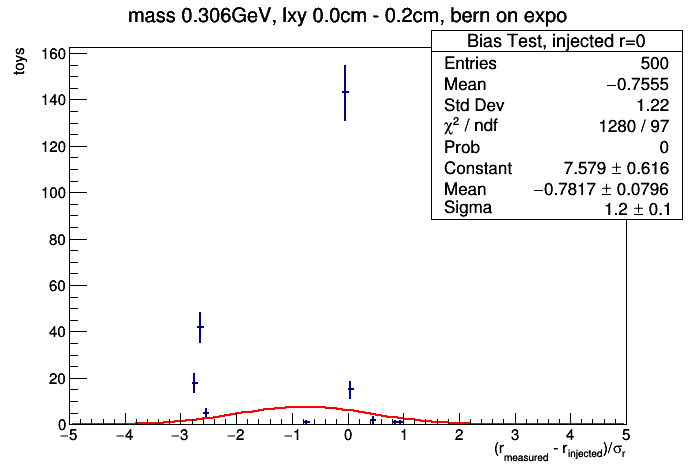 mass 0.306GeV, lxy 0.0cm - 0.2cm, bern on expo
Bias Test, injected r=0
Entries 500
Mean −0.7555
Std Dev 1.22
χ² / ndf 1280 / 97
Prob 0
Constant 7.579 ± 0.616
Mean −0.7817 ± 0.0796
Sigma 1.2 ± 0.1
toys
160
140
120
100
80
60
40
20
0
−5 −4 −3 −2 −1 0 1 2 3 4 5
(r_measured - r_injected)/σ_r